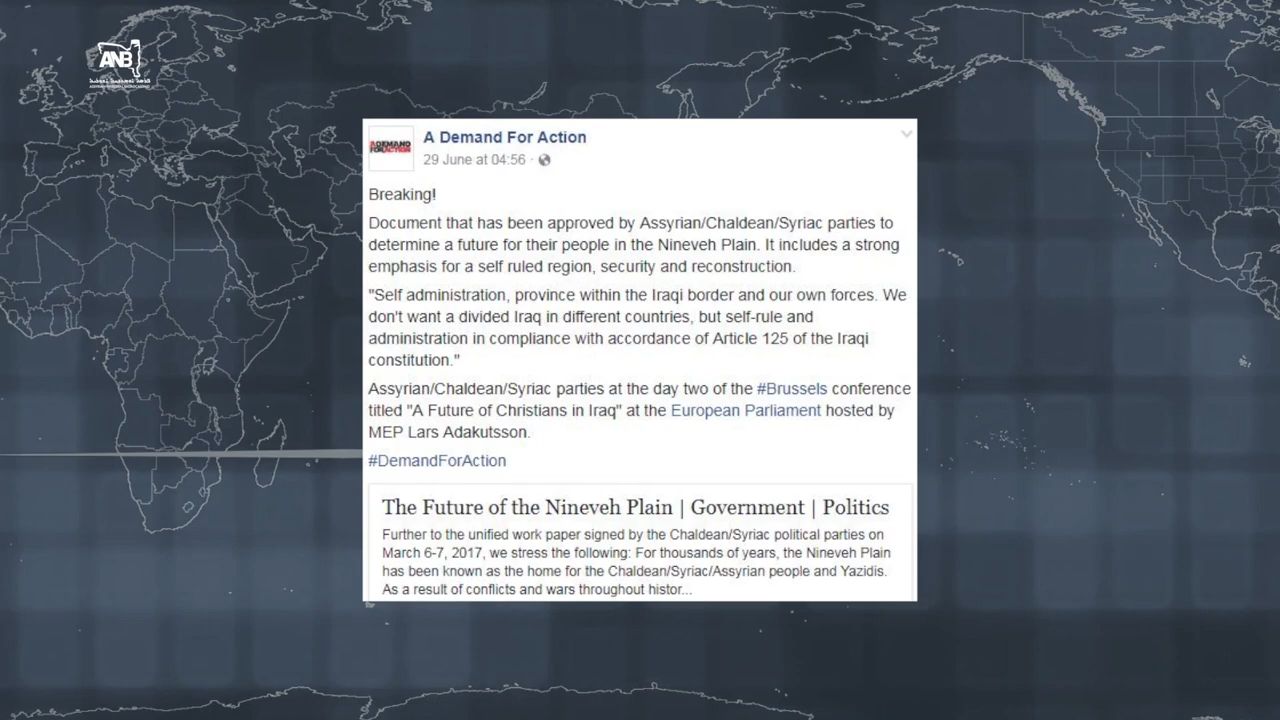 ANB
A DEMAND
FOR ACTION
A Demand For Action
29 June at 04:56 ·
Breaking!
Document that has been approved by Assyrian/Chaldean/Syriac parties to
determine a future for their people in the Nineveh Plain. It includes a strong
emphasis for a self ruled region, security and reconstruction.
"Self administration, province within the Iraqi border and our own forces. We
don't want a divided Iraq in different countries, but self-rule and
administration in compliance with accordance of Article 125 of the Iraqi
constitution."
Assyrian/Chaldean/Syriac parties at the day two of the #Brussels conference
titled "A Future of Christians in Iraq" at the European Parliament hosted by
MEP Lars Adakutsson.
#DemandForAction
The Future of the Nineveh Plain | Government | Politics
Further to the unified work paper signed by the Chaldean/Syriac political parties on
March 6-7, 2017, we stress the following: For thousands of years, the Nineveh Plain
has been known as the home for the Chaldean/Syriac/Assyrian people and Yazidis.
As a result of conflicts and wars throughout histor...